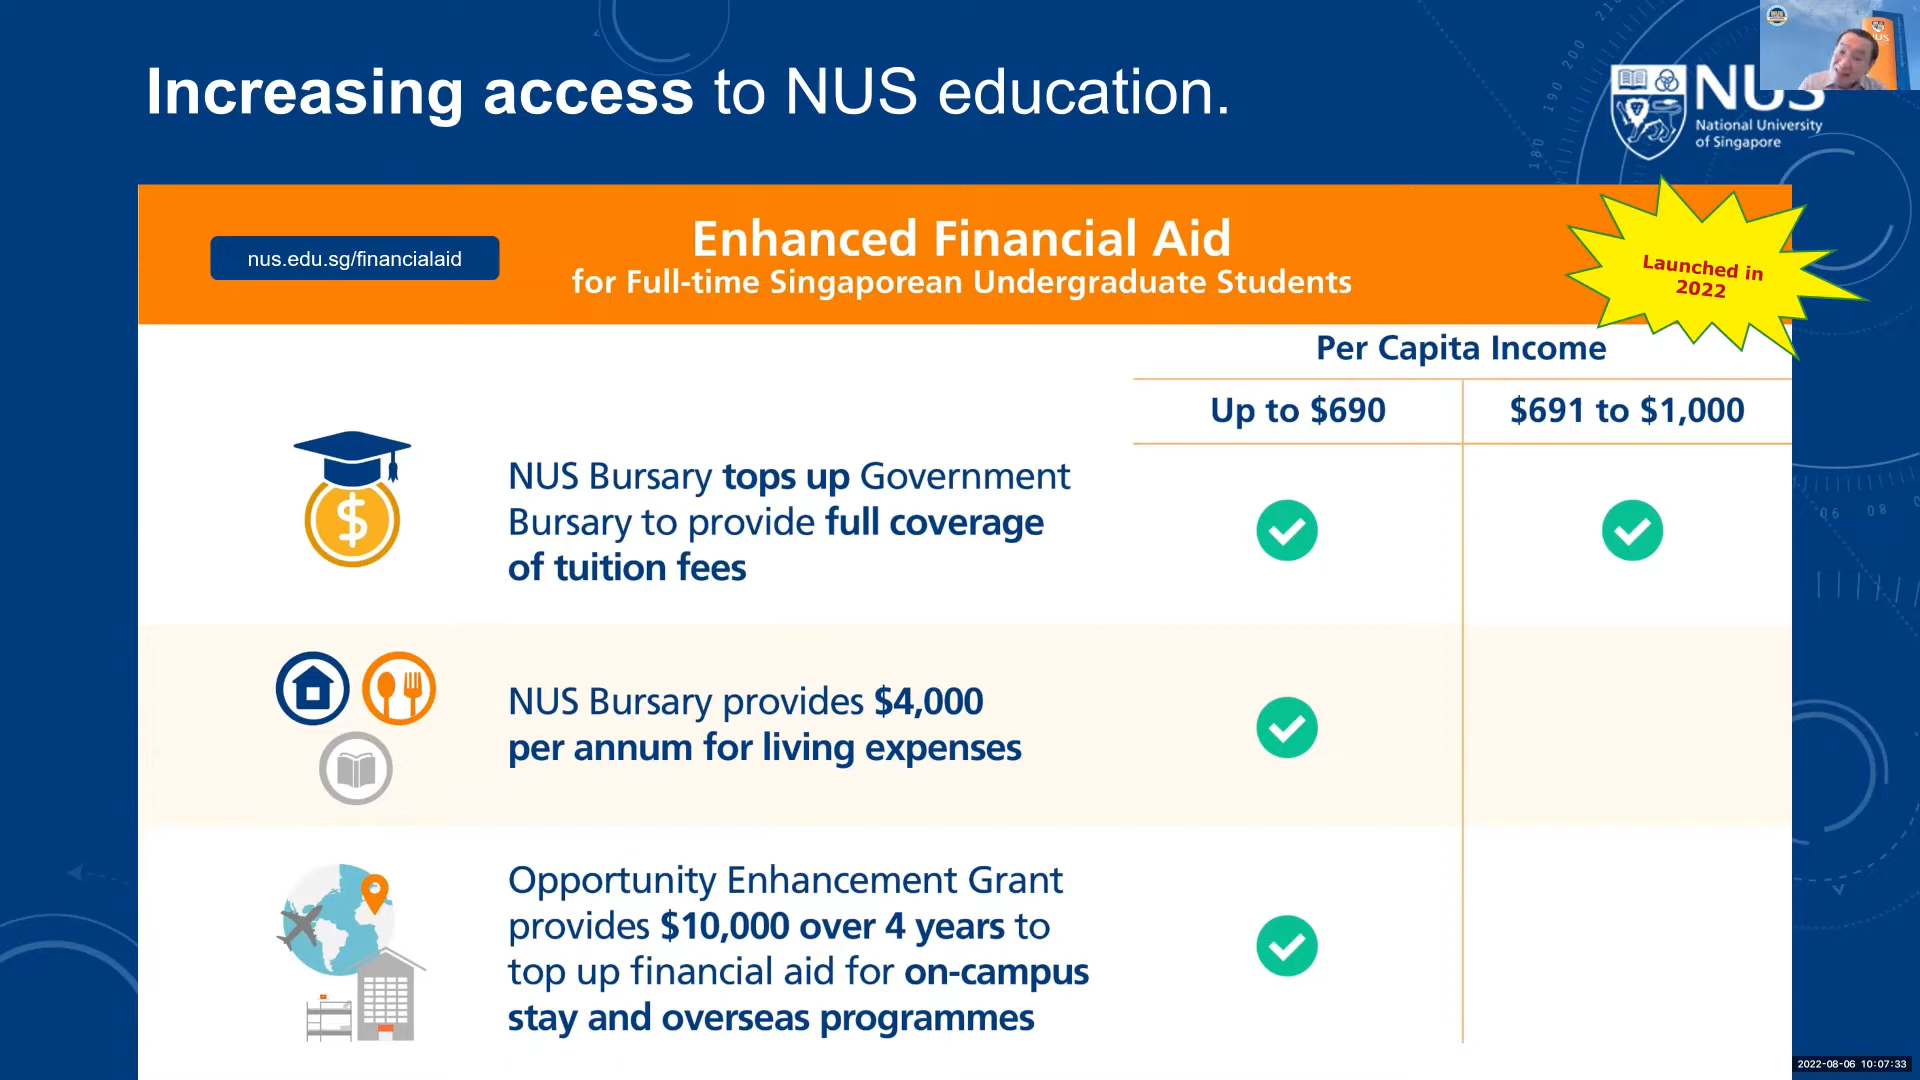 Increasing access to NUS education.
NUS
National University
of Singapore
nus.edu.sg/financialaid
Enhanced Financial Aid
for Full-time Singaporean Undergraduate Students
Launched in
2022
Per Capita Income
Up to $690
$691 to $1,000
NUS Bursary tops up Government
Bursary to provide full coverage
of tuition fees
NUS Bursary provides $4,000
per annum for living expenses
Opportunity Enhancement Grant
provides $10,000 over 4 years to
top up financial aid for on-campus
stay and overseas programmes
2022-08-06 10:07:33